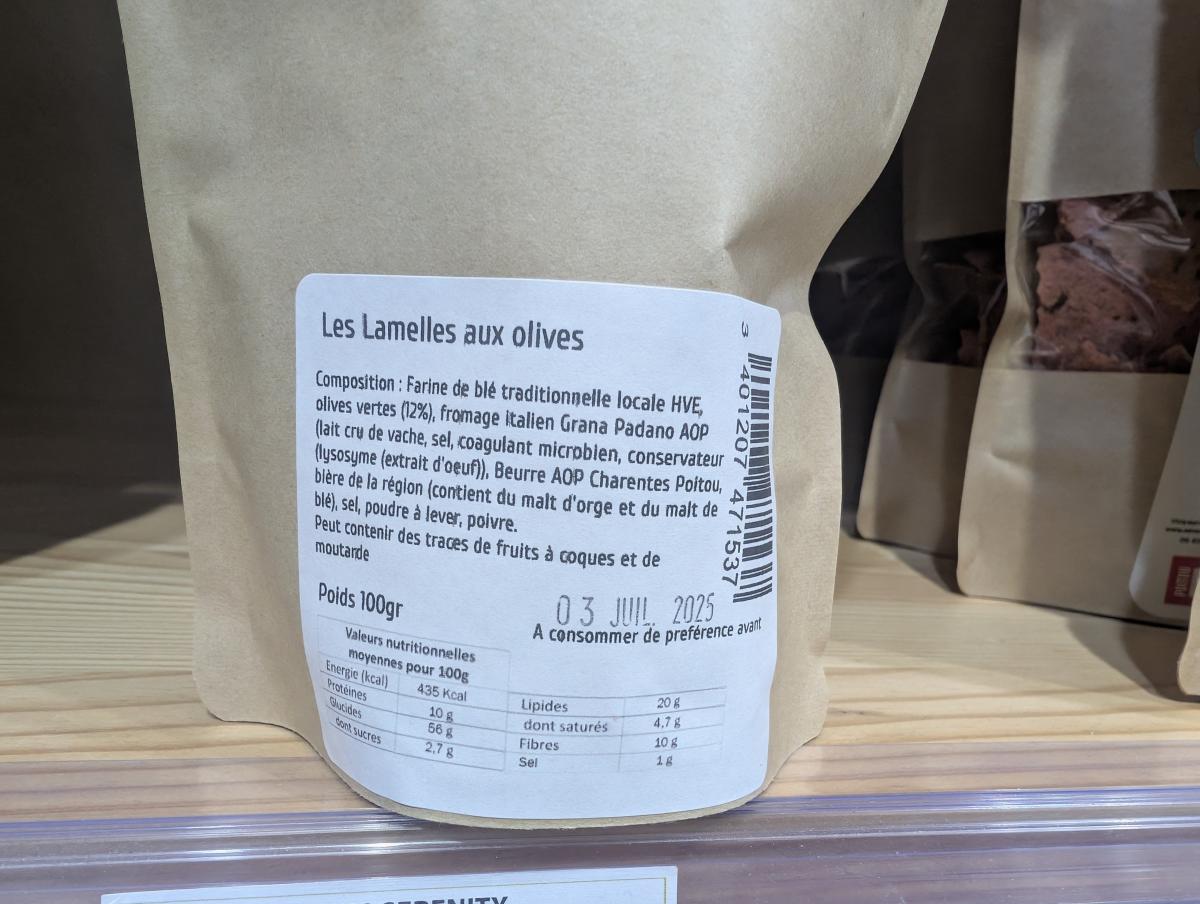 Les Lamelles aux olives
Composition : Farine de blé traditionnelle locale HVE,
olives vertes (12%), fromage italien Grana Padano AOP
(lait cru de vache, sel, coagulant microbien, conservateur
(lysosyme (extrait d'oeuf)), Beurre AOP Charentes Poitou,
bière de la région (contient du malt d'orge et du malt de
blé), sel, poudre à lever, poivre.
Peut contenir des traces de fruits à coques et de
moutarde
3 401207 471537
Poids 100gr
03 JUIL. 2025
A consommer de preférence avant
Valeurs nutritionnelles
moyennes pour 100g
Energie (kcal) 435 Kcal
Protéines 10 g
Glucides 56 g
dont sucres 2,7 g
Lipides 20 g
dont saturés 4,7 g
Fibres 10 g
Sel 1 g
SERENITY